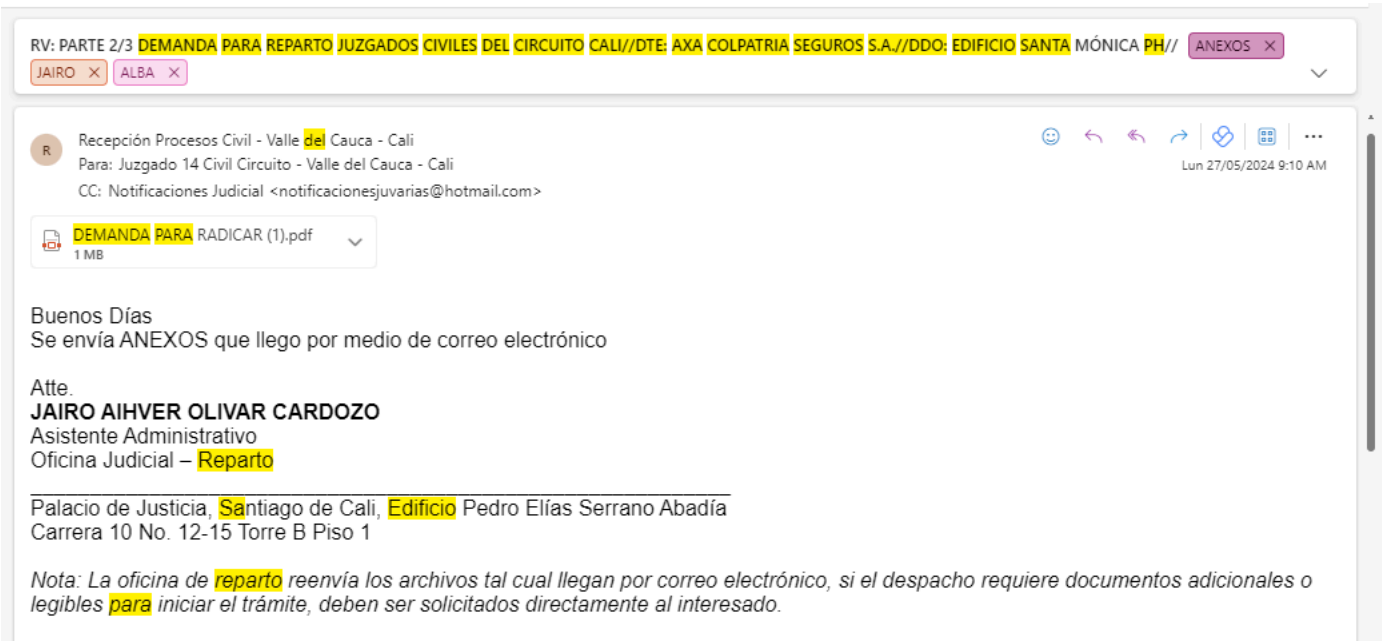 RV: PARTE 2/3 DEMANDA PARA REPARTO JUZGADOS CIVILES DEL CIRCUITO CALI//DTE: AXA COLPATRIA SEGUROS S.A.//DDO: EDIFICIO SANTA MÓNICA PH// ANEXOS
JAIRO ALBA
R
Recepción Procesos Civil - Valle del Cauca - Cali
Para: Juzgado 14 Civil Circuito - Valle del Cauca - Cali
Lun 27/05/2024 9:10 AM
CC: Notificaciones Judicial <notificacionesjuvarias@hotmail.com>
DEMANDA PARA RADICAR (1).pdf
1 MB
Buenos Días
Se envía ANEXOS que llego por medio de correo electrónico
Atte.
JAIRO AIHVER OLIVAR CARDOZO
Asistente Administrativo
Oficina Judicial – Reparto
Palacio de Justicia, Santiago de Cali, Edificio Pedro Elías Serrano Abadía
Carrera 10 No. 12-15 Torre B Piso 1
Nota: La oficina de reparto reenvía los archivos tal cual llegan por correo electrónico, si el despacho requiere documentos adicionales o
legibles para iniciar el trámite, deben ser solicitados directamente al interesado.